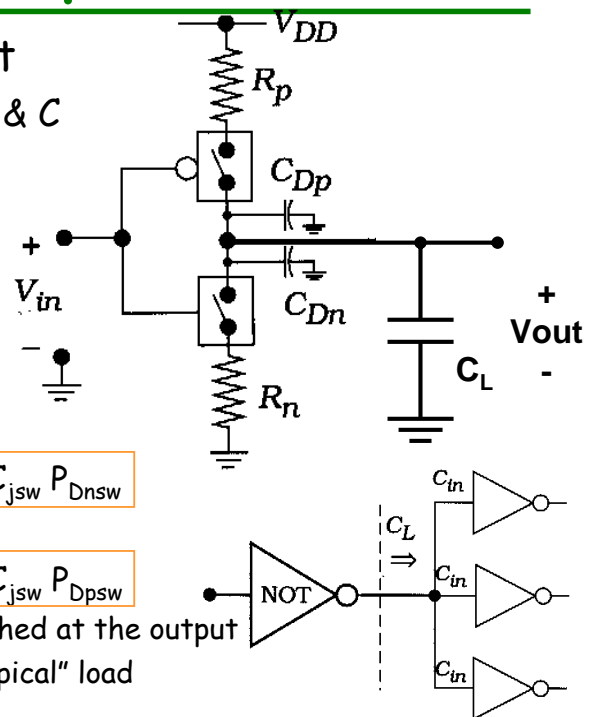 t
& C
V_DD
R_p
C_Dp
+
V_in
-
C_Dn
R_n
C_L
+
Vout
-
C_jsw P_Dnsw
C_jsw P_Dpsw
hed at the output
pical” load
NOT
C_L
⇒
C_in
C_in
C_in